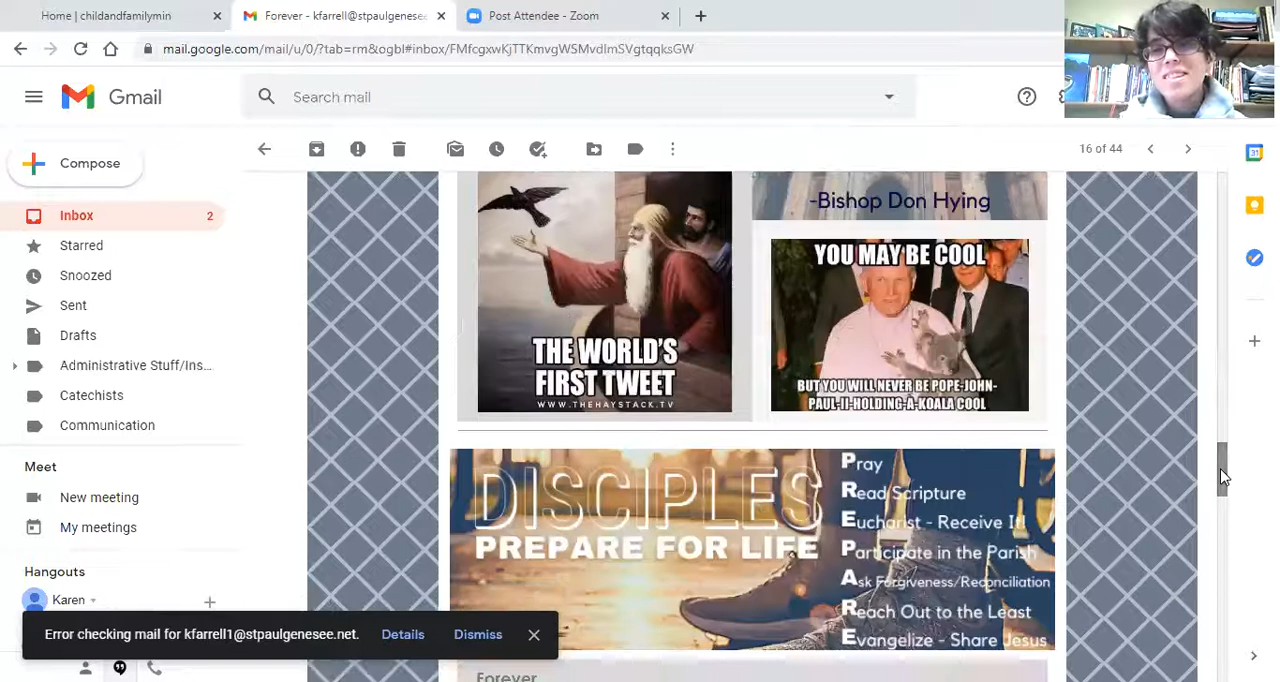 Home | childandfamilymin
Forever - kfarrell@stpaulgenesee
Post Attendee - Zoom
mail.google.com/mail/u/0/?tab=rm&ogbl#inbox/FMfcgxwKjTTKmvgWSMvdlmSVgtqqksGW
Gmail
Search mail
Compose
16 of 44
Inbox 2
Starred
Snoozed
Sent
Drafts
Administrative Stuff/Ins...
Catechists
Communication
Meet
New meeting
My meetings
Hangouts
Karen
Error checking mail for kfarrell1@stpaulgenesee.net. Details Dismiss
31
-Bishop Don Hying
THE WORLD'S
FIRST TWEET
WWW.THEHAYSTACK.TV
YOU MAY BE COOL
BUT YOU WILL NEVER BE POPE-JOHN-
PAUL-II-HOLDING-A-KOALA COOL
DISCIPLES
PREPARE FOR LIFE
Pray
Read Scripture
Eucharist - Receive It!
Participate in the Parish
Ask Forgiveness/Reconciliation
Reach Out to the Least
Evangelize - Share Jesus
Forever